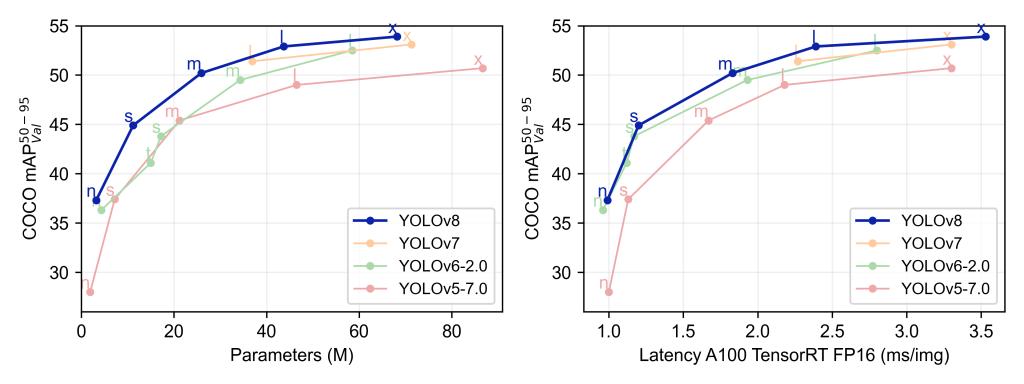 55
50
45
40
35
30
COCO mAP50−95 Val
n
s
m
l
x
l
x
n
s
t
s
m
l
n
s
m
l
x
YOLOv8
YOLOv7
YOLOv6-2.0
YOLOv5-7.0
0 20 40 60 80
Parameters (M)
55
50
45
40
35
30
COCO mAP50−95 Val
n
s
m
l
x
l
x
n
t
s
m
l
n
s
m
l
x
YOLOv8
YOLOv7
YOLOv6-2.0
YOLOv5-7.0
1.0 1.5 2.0 2.5 3.0 3.5
Latency A100 TensorRT FP16 (ms/img)